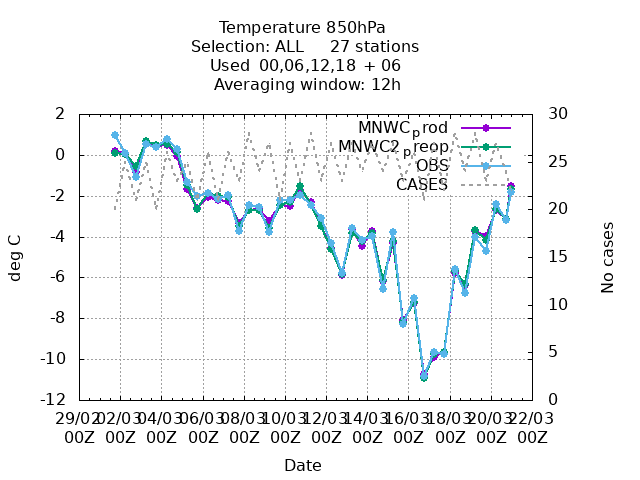 Temperature 850hPa
Selection: ALL 27 stations
Used 00,06,12,18 + 06
Averaging window: 12h
2 30
MNWCprod
MNWC2preop
0 25
OBS
CASES
-2 20
-4 15
deg C
No cases
-6
-8 10
-10 5
-12 0
29/02 02/03 04/03 06/03 08/03 10/03 12/03 14/03 16/03 18/03 20/03 22/03
00Z 00Z 00Z 00Z 00Z 00Z 00Z 00Z 00Z 00Z 00Z 00Z
Date